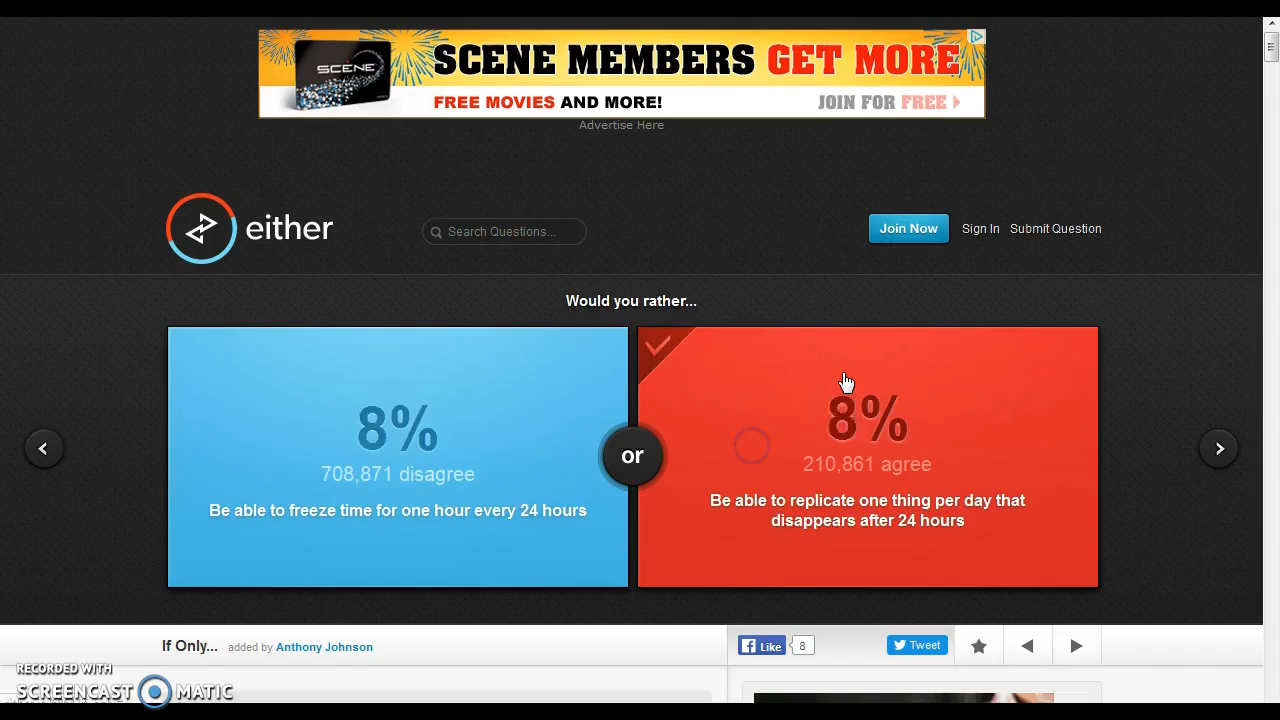 SCENE
SCENE MEMBERS GET MORE
FREE MOVIES AND MORE!
JOIN FOR FREE
Advertise Here
either
Search Questions...
Join Now
Sign In
Submit Question
Would you rather...
8%
708,871 disagree
Be able to freeze time for one hour every 24 hours
or
8%
210,861 agree
Be able to replicate one thing per day that
disappears after 24 hours
If Only...
added by Anthony Johnson
Like
8
Tweet
RECORDED WITH
SCREENCAST MATIC